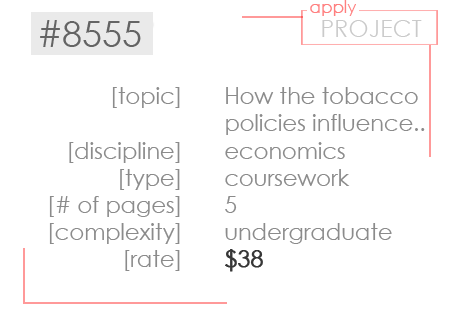 #8555
apply
PROJECT
[topic] How the tobacco
policies influence..
[discipline] economics
[type] coursework
[# of pages] 5
[complexity] undergraduate
[rate] $38